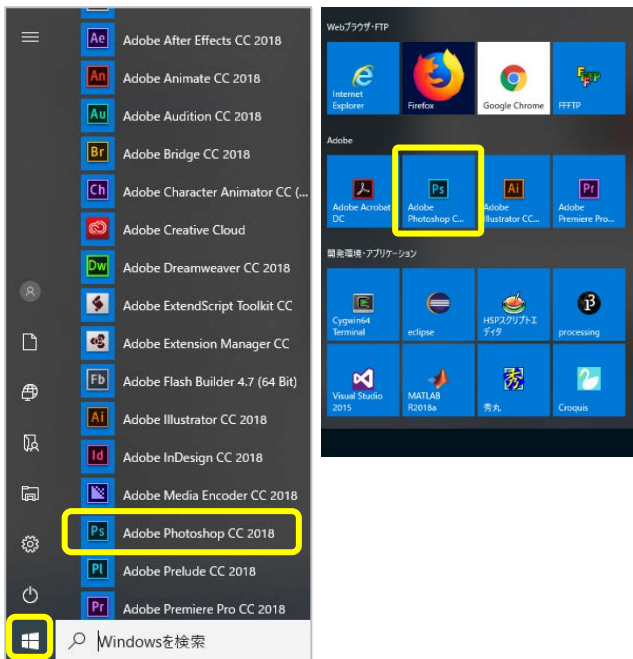 Ae Adobe After Effects CC 2018
An Adobe Animate CC 2018
Au Adobe Audition CC 2018
Br Adobe Bridge CC 2018
Ch Adobe Character Animator CC (...
Adobe Creative Cloud
Dw Adobe Dreamweaver CC 2018
Adobe ExtendScript Toolkit CC
Adobe Extension Manager CC
Fb Adobe Flash Builder 4.7 (64 Bit)
Ai Adobe Illustrator CC 2018
Id Adobe InDesign CC 2018
Adobe Media Encoder CC 2018
Ps Adobe Photoshop CC 2018
Pl Adobe Prelude CC 2018
Pr Adobe Premiere Pro CC 2018
Windowsを検索
Webブラウザ・FTP
Internet
Explorer
Firefox
Google Chrome
FFFTP
Adobe
Adobe Acrobat
DC
Ps
Adobe
Photoshop C...
Ai
Adobe
Illustrator CC...
Pr
Adobe
Premiere Pro...
開発環境・アプリケーション
Cygwin64
Terminal
eclipse
HSPスクリプトエ
ディタ
processing
Visual Studio
2015
MATLAB
R2018a
秀
秀丸
Croquis